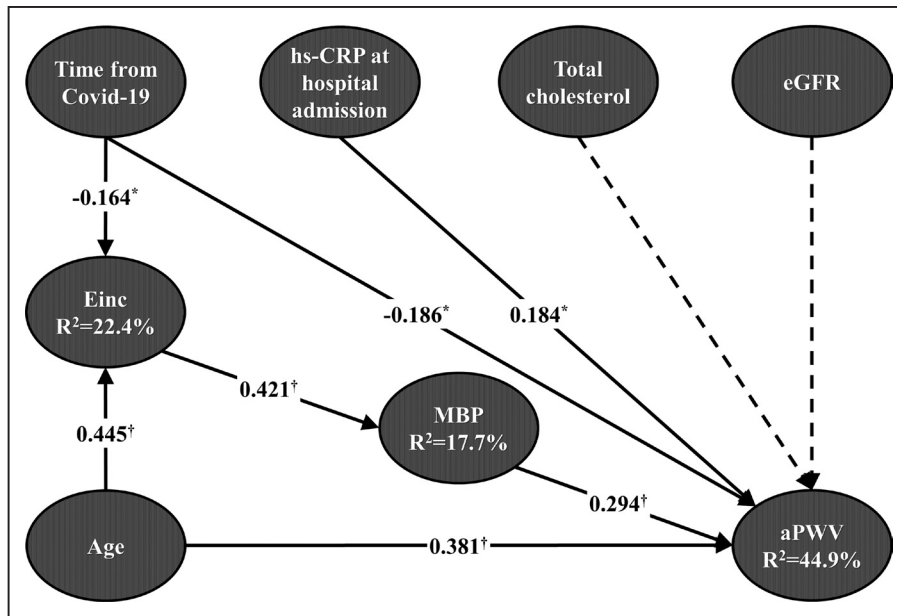 Time from
Covid-19
hs-CRP at
hospital
admission
Total
cholesterol
eGFR
-0.164*
Einc
R²=22.4%
-0.186*
0.184*
0.421†
MBP
R²=17.7%
0.445†
0.294†
Age
0.381†
aPWV
R²=44.9%